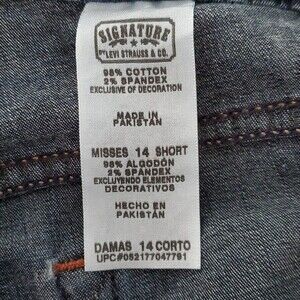 SIGNATURE
BY LEVI STRAUSS & CO.
98% COTTON
2% SPANDEX
EXCLUSIVE OF DECORATION
MADE IN
PAKISTAN
MISSES 14 SHORT
98% ALGODÓN
2% SPANDEX
EXCLUYENDO ELEMENTOS
DECORATIVOS
HECHO EN
PAKISTÁN
DAMAS 14 CORTO
UPC#052177047791